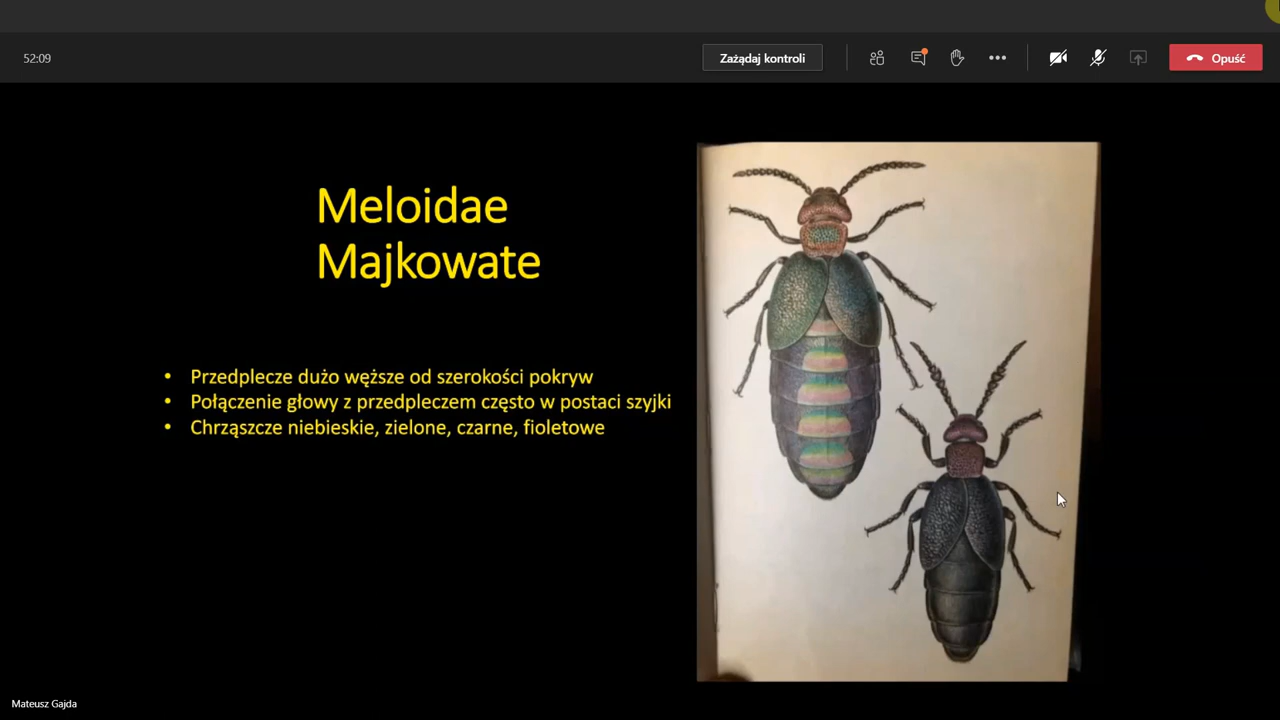 52:09
Zażądaj kontroli
Opuść
Meloidae
Majkowate
• Przedplecze dużo węższe od szerokości pokryw
• Połączenie głowy z przedpleczem często w postaci szyjki
• Chrząszcze niebieskie, zielone, czarne, fioletowe
Mateusz Gajda